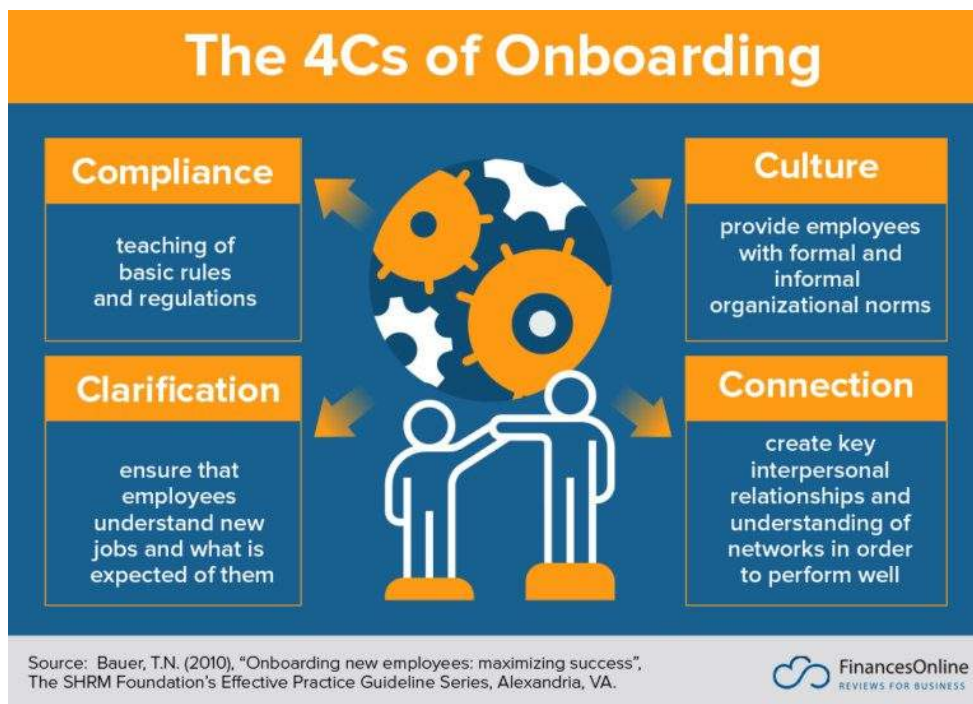 The 4Cs of Onboarding
Compliance
teaching of
basic rules
and regulations
Culture
provide employees
with formal and
informal
organizational norms
Clarification
ensure that
employees
understand new
jobs and what is
expected of them
Connection
create key
interpersonal
relationships and
understanding of
networks in order
to perform well
Source: Bauer, T.N. (2010), “Onboarding new employees: maximizing success”,
The SHRM Foundation’s Effective Practice Guideline Series, Alexandria, VA.
FinancesOnline
REVIEWS FOR BUSINESS